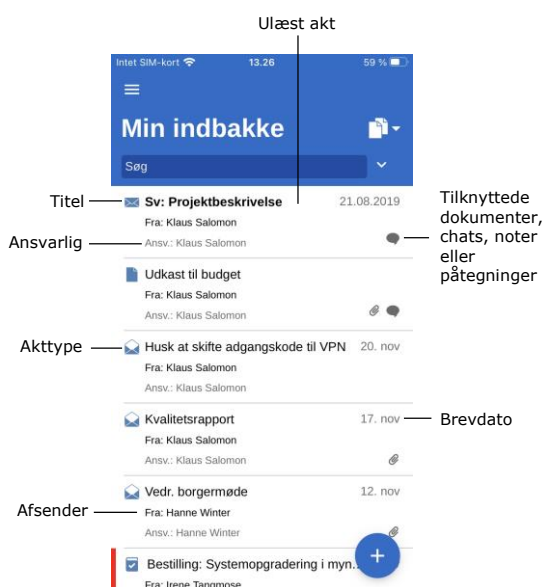 Ulæst akt
Intet SIM-kort 13.26 59 %
Min indbakke
Søg
Titel
Sv: Projektbeskrivelse 21.08.2019
Fra: Klaus Salomon
Ansvarlig
Ansv.: Klaus Salomon
Tilknyttede
dokumenter,
chats, noter
eller
påtegninger
Udkast til budget
Fra: Klaus Salomon
Ansv.: Klaus Salomon
Akttype
Husk at skifte adgangskode til VPN 20. nov
Fra: Klaus Salomon
Ansv.: Klaus Salomon
Kvalitetsrapport 17. nov
Brevdato
Fra: Klaus Salomon
Ansv.: Klaus Salomon
Vedr. borgermøde 12. nov
Afsender
Fra: Hanne Winter
Ansv.: Hanne Winter
Bestilling: Systemopgradering i myn...
Fra: Irene Tangmose